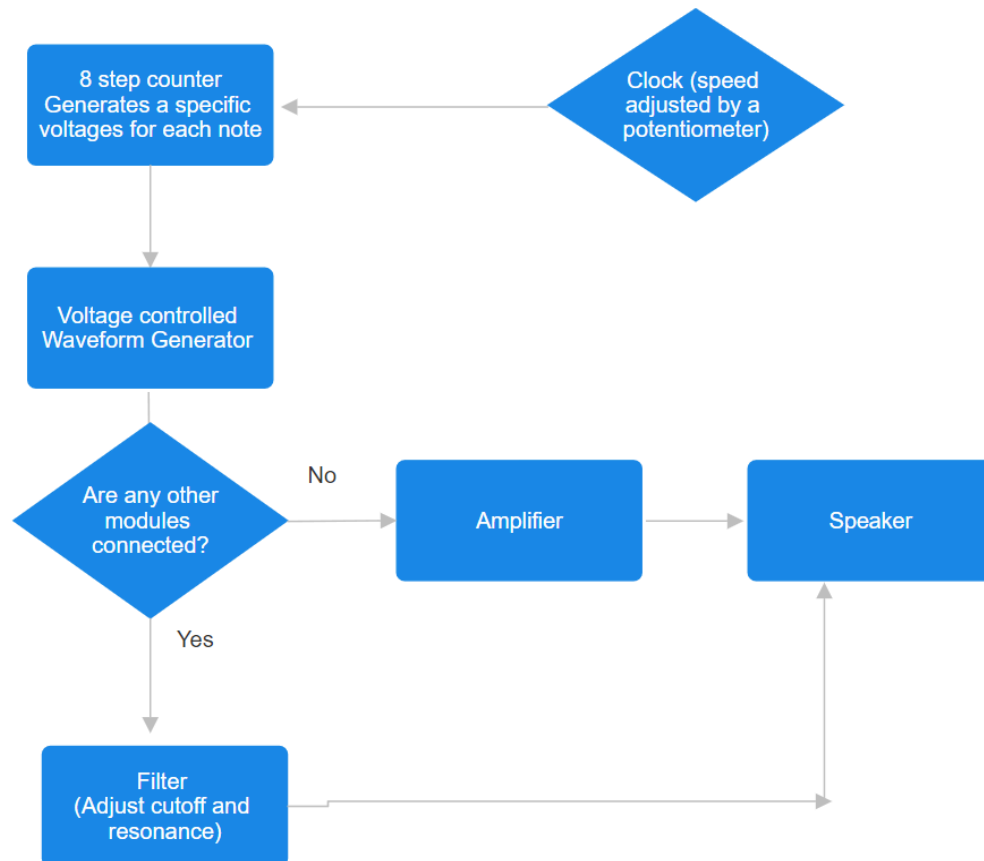 8 step counter
Generates a specific
voltages for each note
Clock (speed
adjusted by a
potentiometer)
Voltage controlled
Waveform Generator
Are any other
modules
connected?
No
Amplifier
Speaker
Yes
Filter
(Adjust cutoff and
resonance)